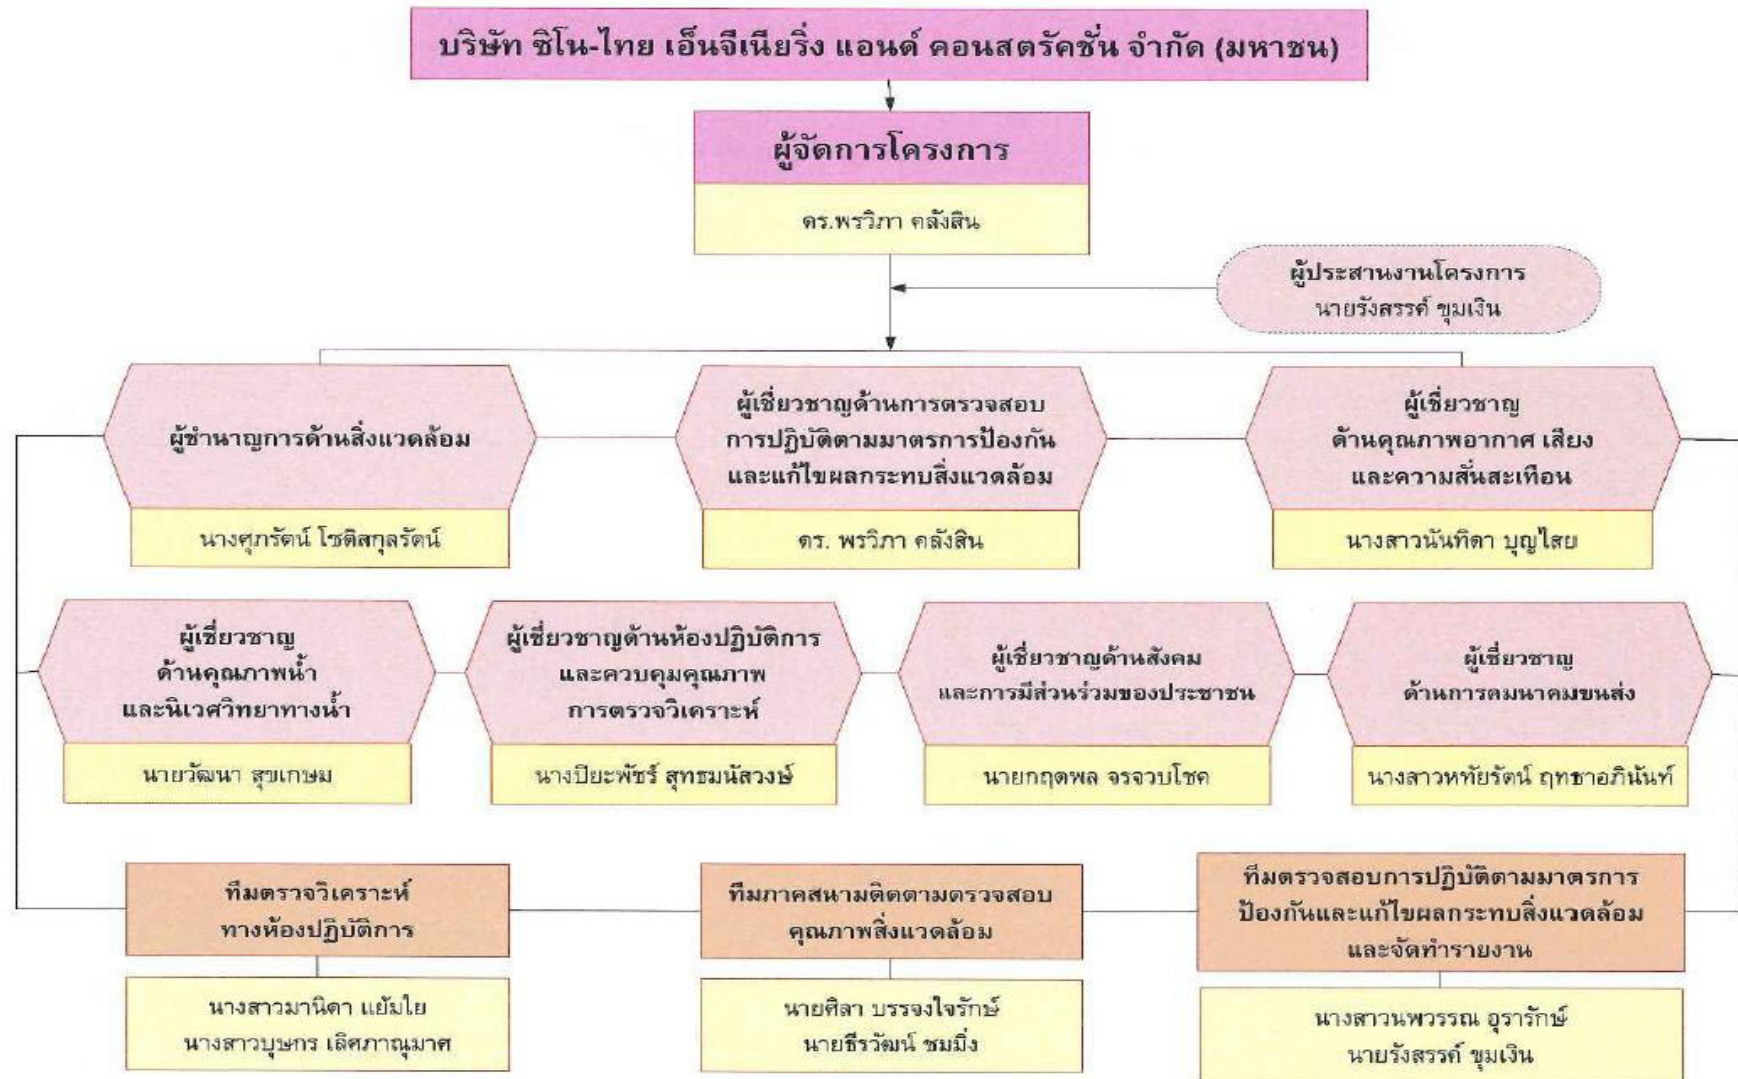 บริษัท ซิโน-ไทย เอ็นจีเนียริ่ง แอนด์ คอนสตรัคชั่น จำกัด (มหาชน)
ผู้จัดการโครงการ
ดร.พรวิภา คลังสิน
ผู้ประสานงานโครงการ
นายรังสรรค์ ขุมเงิน
ผู้ชำนาญการด้านสิ่งแวดล้อม
นางศุภรัตน์ โชติสกุลรัตน์
ผู้เชี่ยวชาญด้านการตรวจสอบ
การปฏิบัติตามมาตรการป้องกัน
และแก้ไขผลกระทบสิ่งแวดล้อม
ดร. พรวิภา คลังสิน
ผู้เชี่ยวชาญ
ด้านคุณภาพอากาศ เสียง
และความสั่นสะเทือน
นางสาวนันทิดา บุญไสย
ผู้เชี่ยวชาญ
ด้านคุณภาพน้ำ
และนิเวศวิทยาทางน้ำ
นายวัฒนา สุขเกษม
ผู้เชี่ยวชาญด้านห้องปฏิบัติการ
และควบคุมคุณภาพ
การตรวจวิเคราะห์
นางปิยะพัชร์ สุทธมนัสวงษ์
ผู้เชี่ยวชาญด้านสังคม
และการมีส่วนร่วมของประชาชน
นายกฤตพล จรจวบโชค
ผู้เชี่ยวชาญ
ด้านการคมนาคมขนส่ง
นางสาวหทัยรัตน์ ฤทชาอภินันท์
ทีมตรวจวิเคราะห์
ทางห้องปฏิบัติการ
นางสาวมานิดา แย้มไย
นางสาวบุษกร เลิศภาณุมาศ
ทีมภาคสนามติดตามตรวจสอบ
คุณภาพสิ่งแวดล้อม
นายศิลา บรรจงใจรักษ์
นายธีรวัฒน์ ชมมิ่ง
ทีมตรวจสอบการปฏิบัติตามมาตรการ
ป้องกันและแก้ไขผลกระทบสิ่งแวดล้อม
และจัดทำรายงาน
นางสาวนพวรรณ อุรารักษ์
นายรังสรรค์ ขุมเงิน